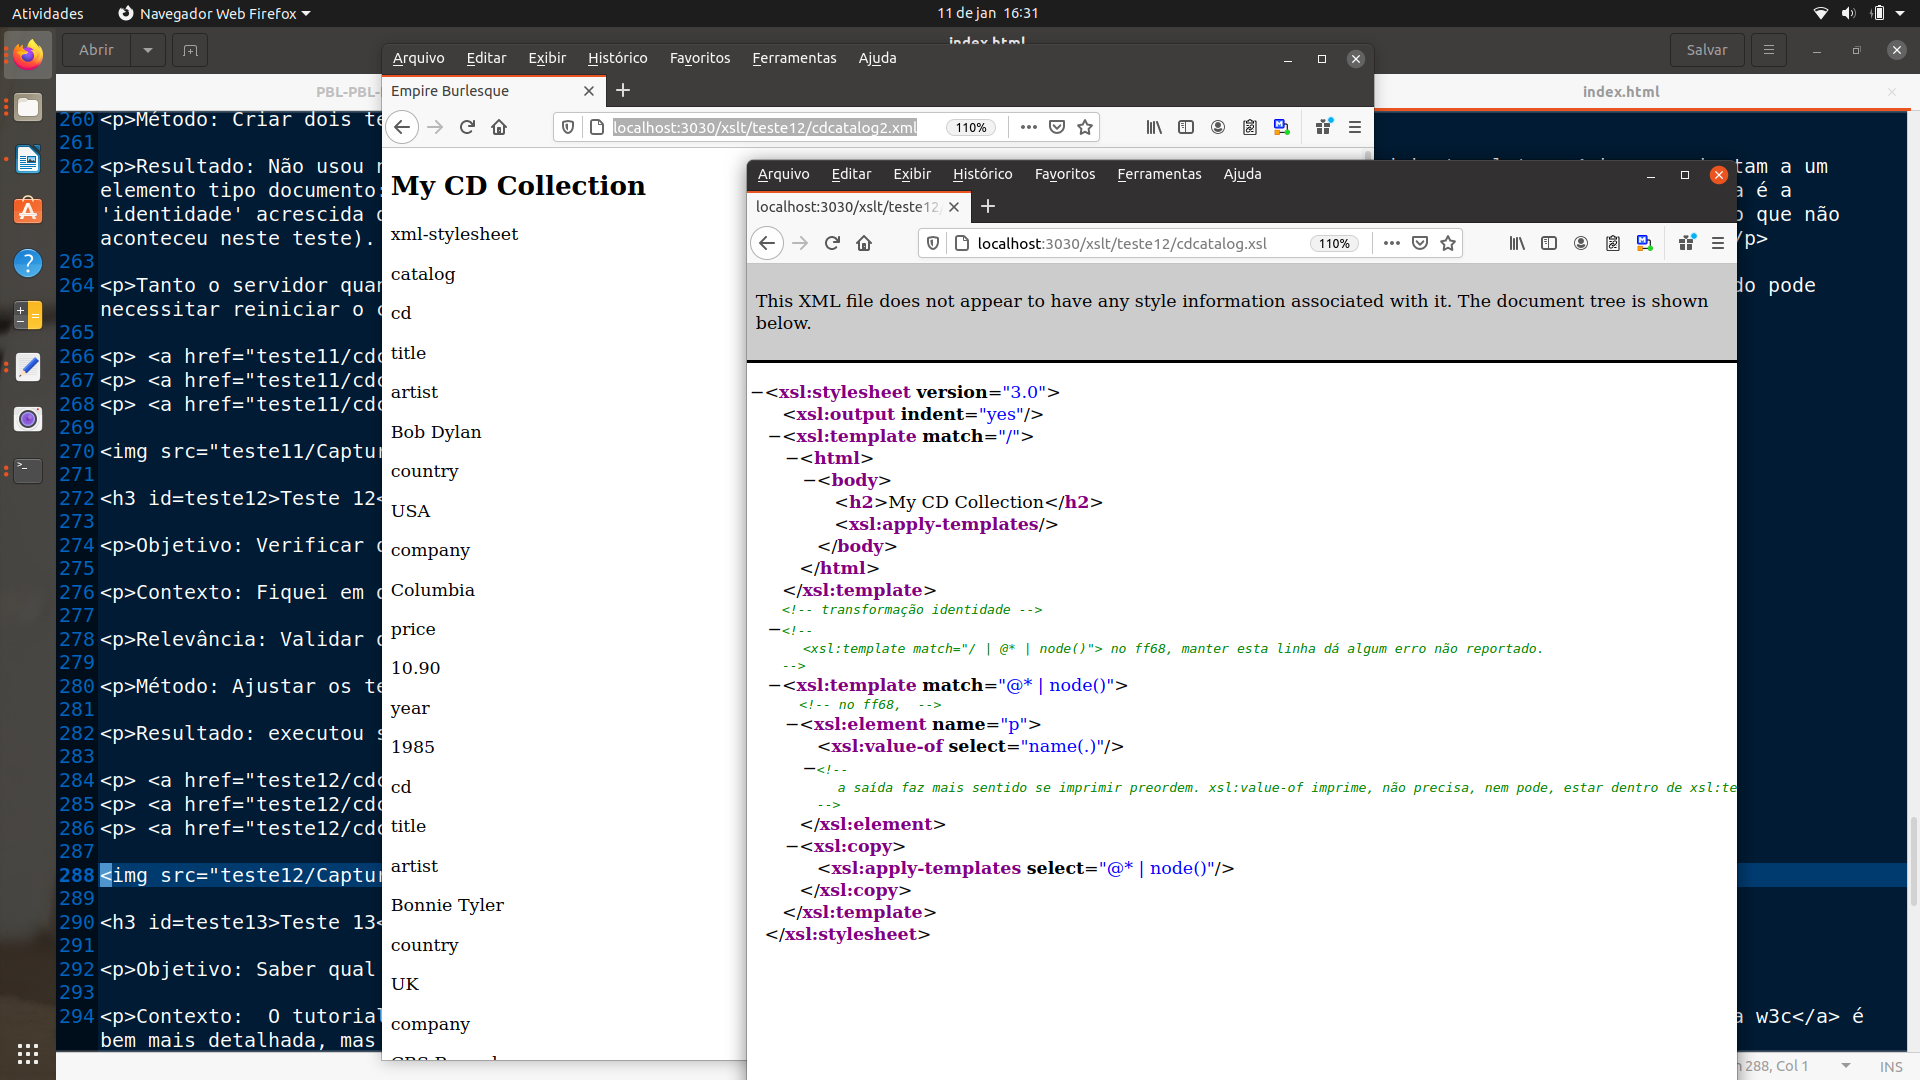 Atividades
Navegador Web Firefox
11 de jan 16:31
Abrir
index.html
Salvar
PBL-PBL-
index.html
260 <p>Método: Criar dois te
261
262 <p>Resultado: Não usou
elemento tipo documento:
'identidade' acrescida
aconteceu neste teste).
263
264 <p>Tanto o servidor quan
necessitar reiniciar o
265
266 <p> <a href="teste11/cdc
267 <p> <a href="teste11/cdc
268 <p> <a href="teste11/cdc
269
270 <img src="teste11/Captur
271
272 <h3 id=teste12>Teste 12<
273
274 <p>Objetivo: Verificar
275
276 <p>Contexto: Fiquei em
277
278 <p>Relevância: Validar
279
280 <p>Método: Ajustar os te
281
282 <p>Resultado: executou s
283
284 <p> <a href="teste12/cdc
285 <p> <a href="teste12/cdc
286 <p> <a href="teste12/cdc
287
288 <img src="teste12/Captur
289
290 <h3 id=teste13>Teste 13<
291
292 <p>Objetivo: Saber qual
293
294 <p>Contexto:  O tutorial
bem mais detalhada, mas
tam a um
a é a
o que não
/p>
do pode
a w3c</a> é
288, Col 1
INS
Arquivo Editar Exibir Histórico Favoritos Ferramentas Ajuda
Empire Burlesque
localhost:3030/xslt/teste12/cdcatalog2.xml
110%
My CD Collection
xml-stylesheet
catalog
cd
title
artist
Bob Dylan
country
USA
company
Columbia
price
10.90
year
1985
cd
title
artist
Bonnie Tyler
country
UK
company
Arquivo Editar Exibir Histórico Favoritos Ferramentas Ajuda
localhost:3030/xslt/teste12/
localhost:3030/xslt/teste12/cdcatalog.xsl
110%
This XML file does not appear to have any style information associated with it. The document tree is shown
below.
−<xsl:stylesheet version="3.0">
<xsl:output indent="yes"/>
−<xsl:template match="/">
−<html>
−<body>
<h2>My CD Collection</h2>
<xsl:apply-templates/>
</body>
</html>
</xsl:template>
<!-- transformação identidade -->
−<!--
<xsl:template match="/ | @* | node()"> no ff68, manter esta linha dá algum erro não reportado.
-->
−<xsl:template match="@* | node()">
<!-- no ff68,  -->
−<xsl:element name="p">
<xsl:value-of select="name(.)"/>
−<!--
a saída faz mais sentido se imprimir preordem. xsl:value-of imprime, não precisa, nem pode, estar dentro de xsl:te
-->
</xsl:element>
−<xsl:copy>
<xsl:apply-templates select="@* | node()"/>
</xsl:copy>
</xsl:template>
</xsl:stylesheet>